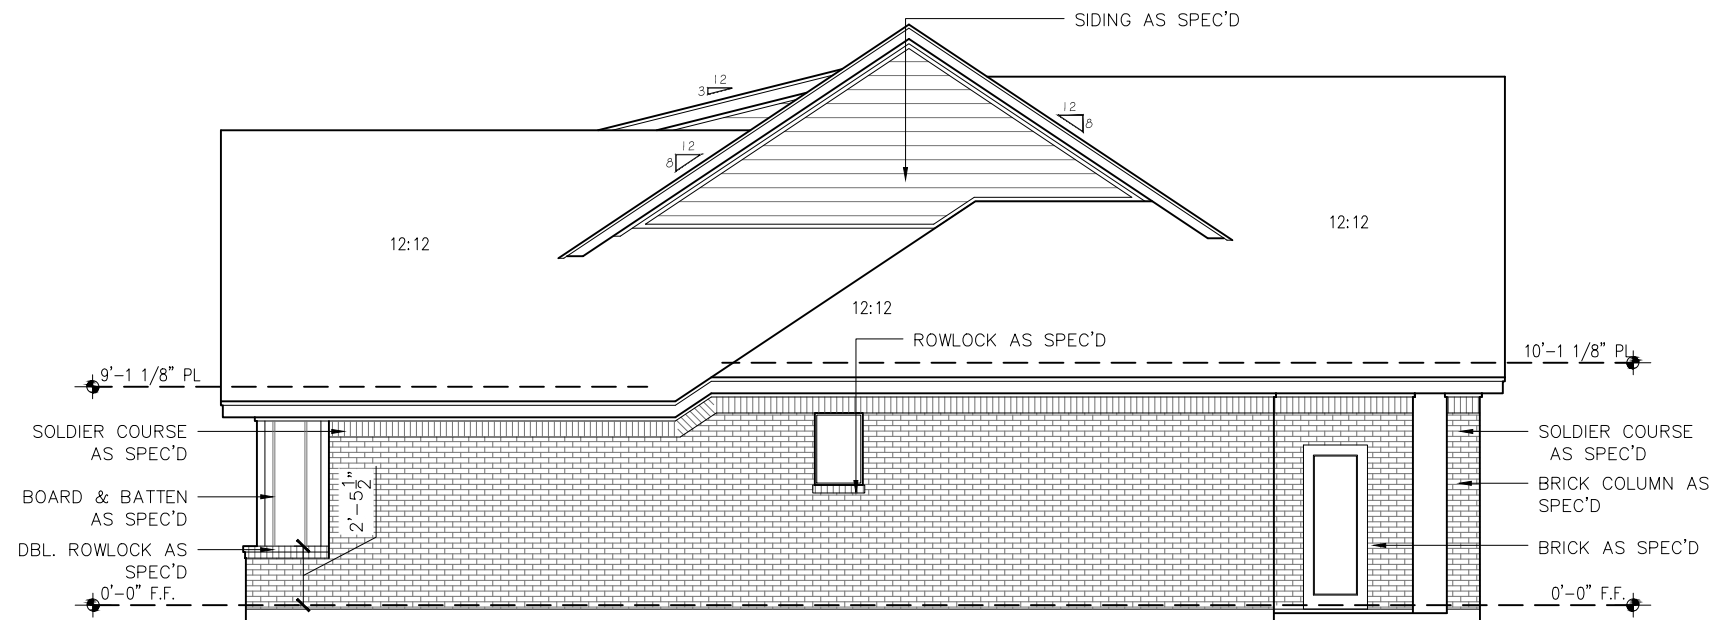 SIDING AS SPEC'D
12
3
12
8
12
8
12:12
12:12
12:12
ROWLOCK AS SPEC'D
9'-1 1/8" PL
10'-1 1/8" PL
SOLDIER COURSE
AS SPEC'D
BOARD & BATTEN
AS SPEC'D
DBL. ROWLOCK AS
SPEC'D
0'-0" F.F.
2'-5 1/2"
SOLDIER COURSE
AS SPEC'D
BRICK COLUMN AS
SPEC'D
BRICK AS SPEC'D
0'-0" F.F.